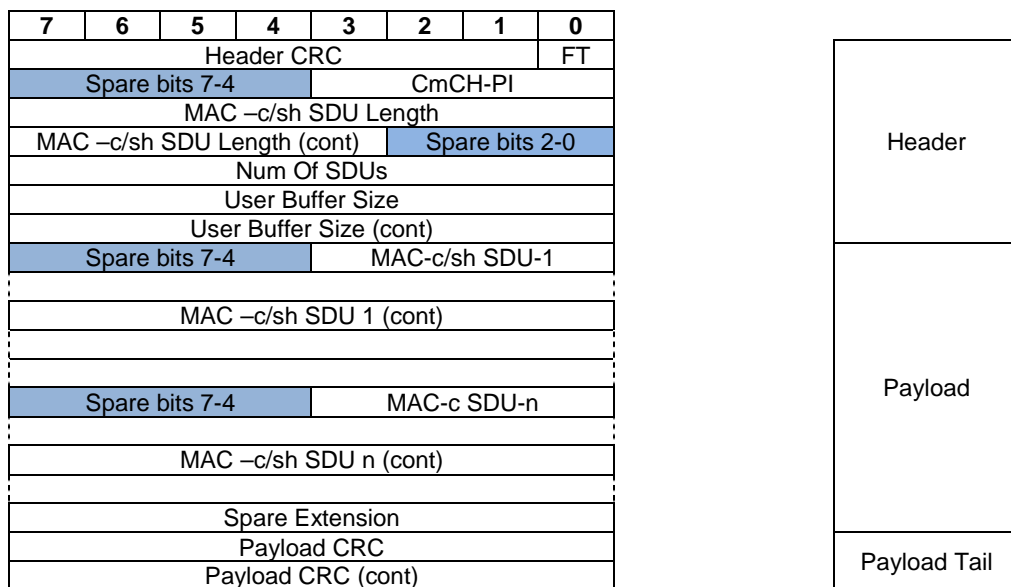 7 6 5 4 3 2 1 0
Header CRC FT
Spare bits 7-4 CmCH-PI
MAC –c/sh SDU Length
MAC –c/sh SDU Length (cont) Spare bits 2-0
Num Of SDUs
User Buffer Size
User Buffer Size (cont)
Spare bits 7-4 MAC-c/sh SDU-1
MAC –c/sh SDU 1 (cont)
Spare bits 7-4 MAC-c SDU-n
MAC –c/sh SDU n (cont)
Spare Extension
Payload CRC
Payload CRC (cont)
Header
Payload
Payload Tail